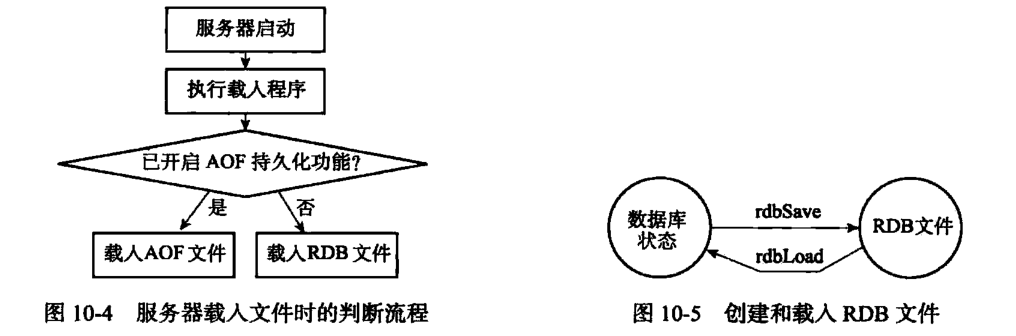 服务器启动
执行载入程序
已开启 AOF 持久化功能?
是
否
载入AOF 文件
载入RDB 文件
图 10-4 服务器载入文件时的判断流程
数据库
状态
rdbSave
rdbLoad
RDB文件
图 10-5 创建和载入 RDB 文件